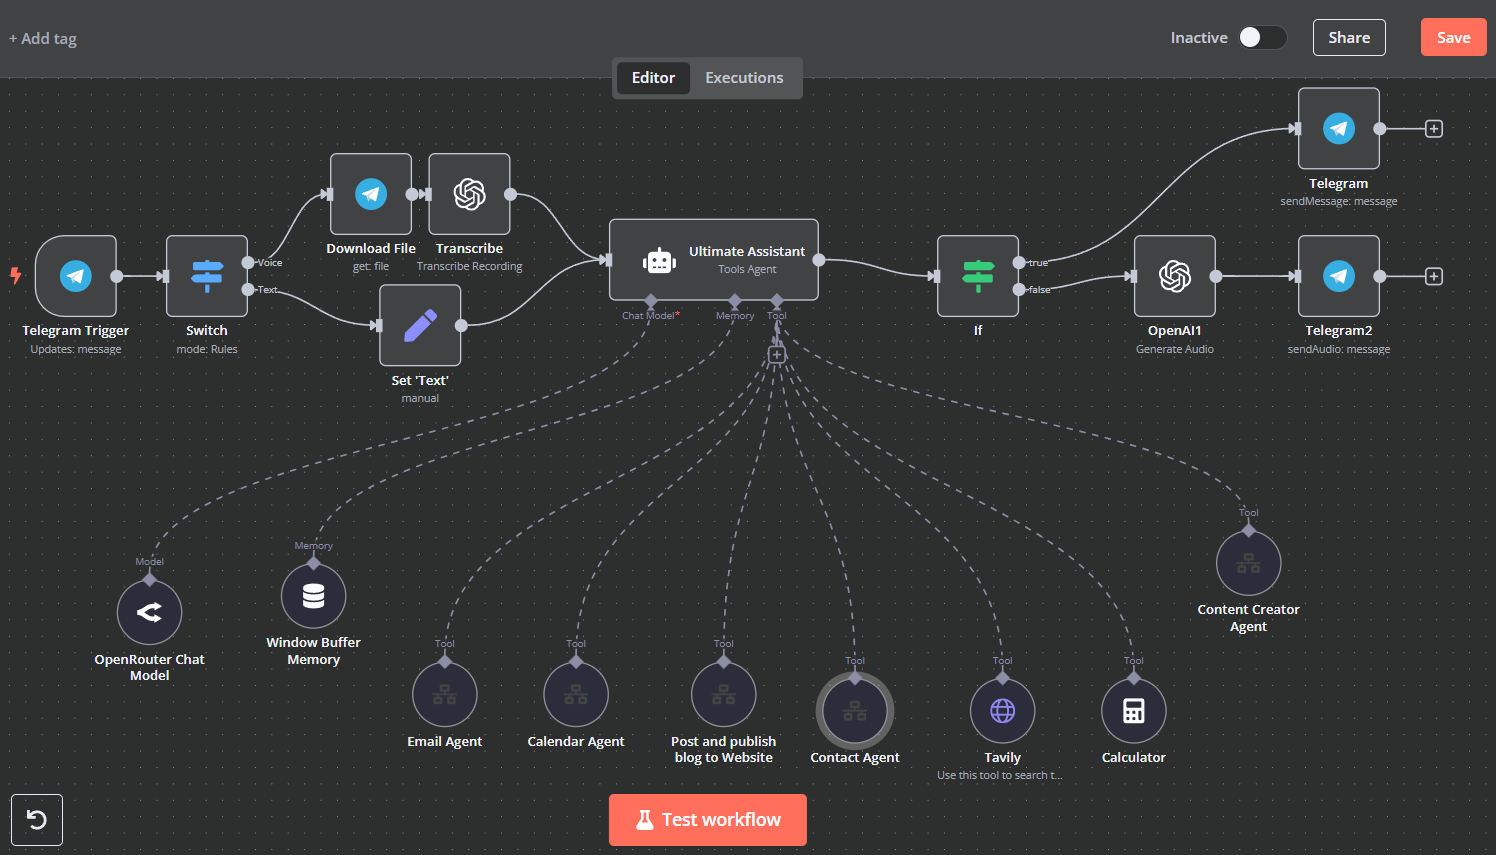 + Add tag
Inactive
Share
Save
Editor
Executions
Telegram
sendMessage: message
Voice
Text
Download File
get: file
Transcribe
Transcribe Recording
Ultimate Assistant
Tools Agent
true
false
Telegram Trigger
Updates: message
Switch
mode: Rules
Chat Model*
Memory
Tool
If
OpenAI1
Generate Audio
Telegram2
sendAudio: message
Set 'Text'
manual
Tool
Content Creator
Agent
Model
OpenRouter Chat
Model
Memory
Window Buffer
Memory
Tool
Email Agent
Tool
Calendar Agent
Tool
Post and publish
blog to Website
Tool
Contact Agent
Tool
Tavily
Use this tool to search t...
Tool
Calculator
Test workflow